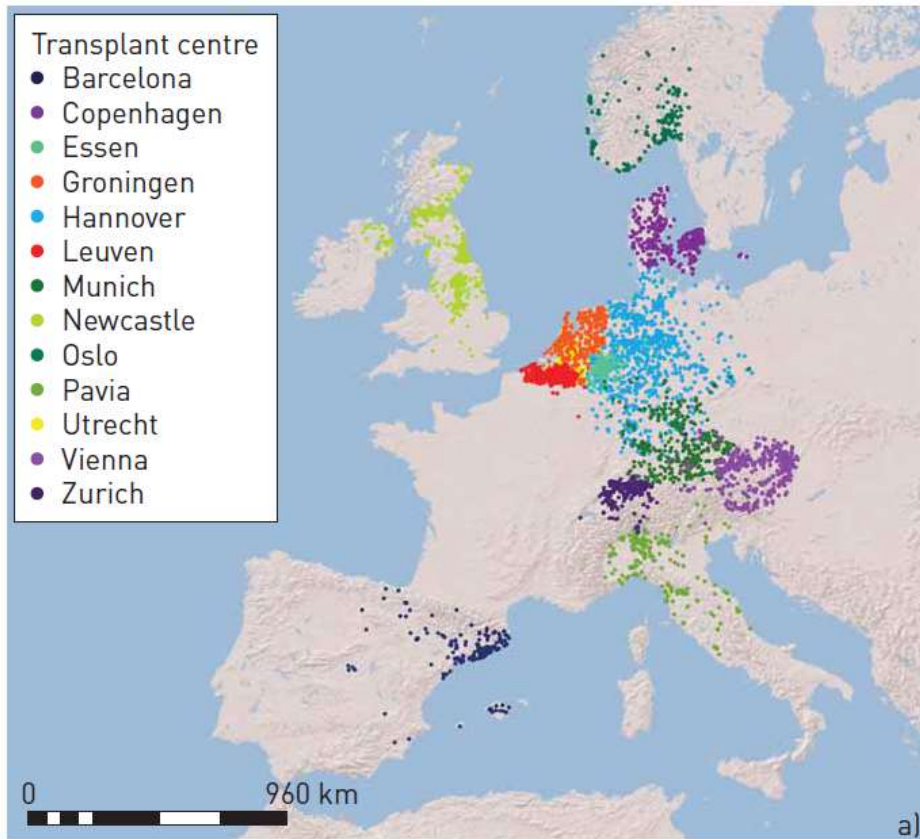 Transplant centre
Barcelona
Copenhagen
Essen
Groningen
Hannover
Leuven
Munich
Newcastle
Oslo
Pavia
Utrecht
Vienna
Zurich
0 960 km
a)